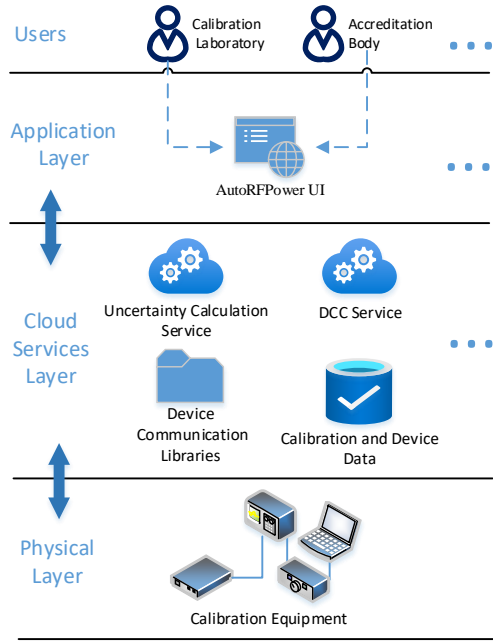 Users
Calibration
Laboratory
Accreditation
Body
Application
Layer
AutoRFPower UI
Cloud
Services
Layer
Uncertainty Calculation
Service
DCC Service
Device
Communication
Libraries
Calibration and Device
Data
Physical
Layer
Calibration Equipment